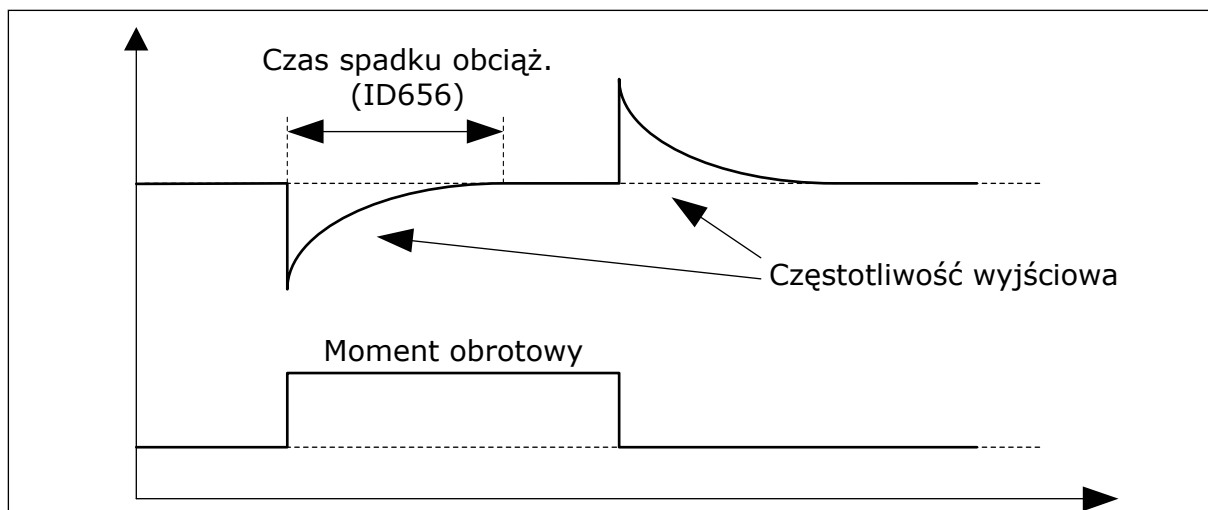 Czas spadku obciąż.
(ID656)
Częstotliwość wyjściowa
Moment obrotowy